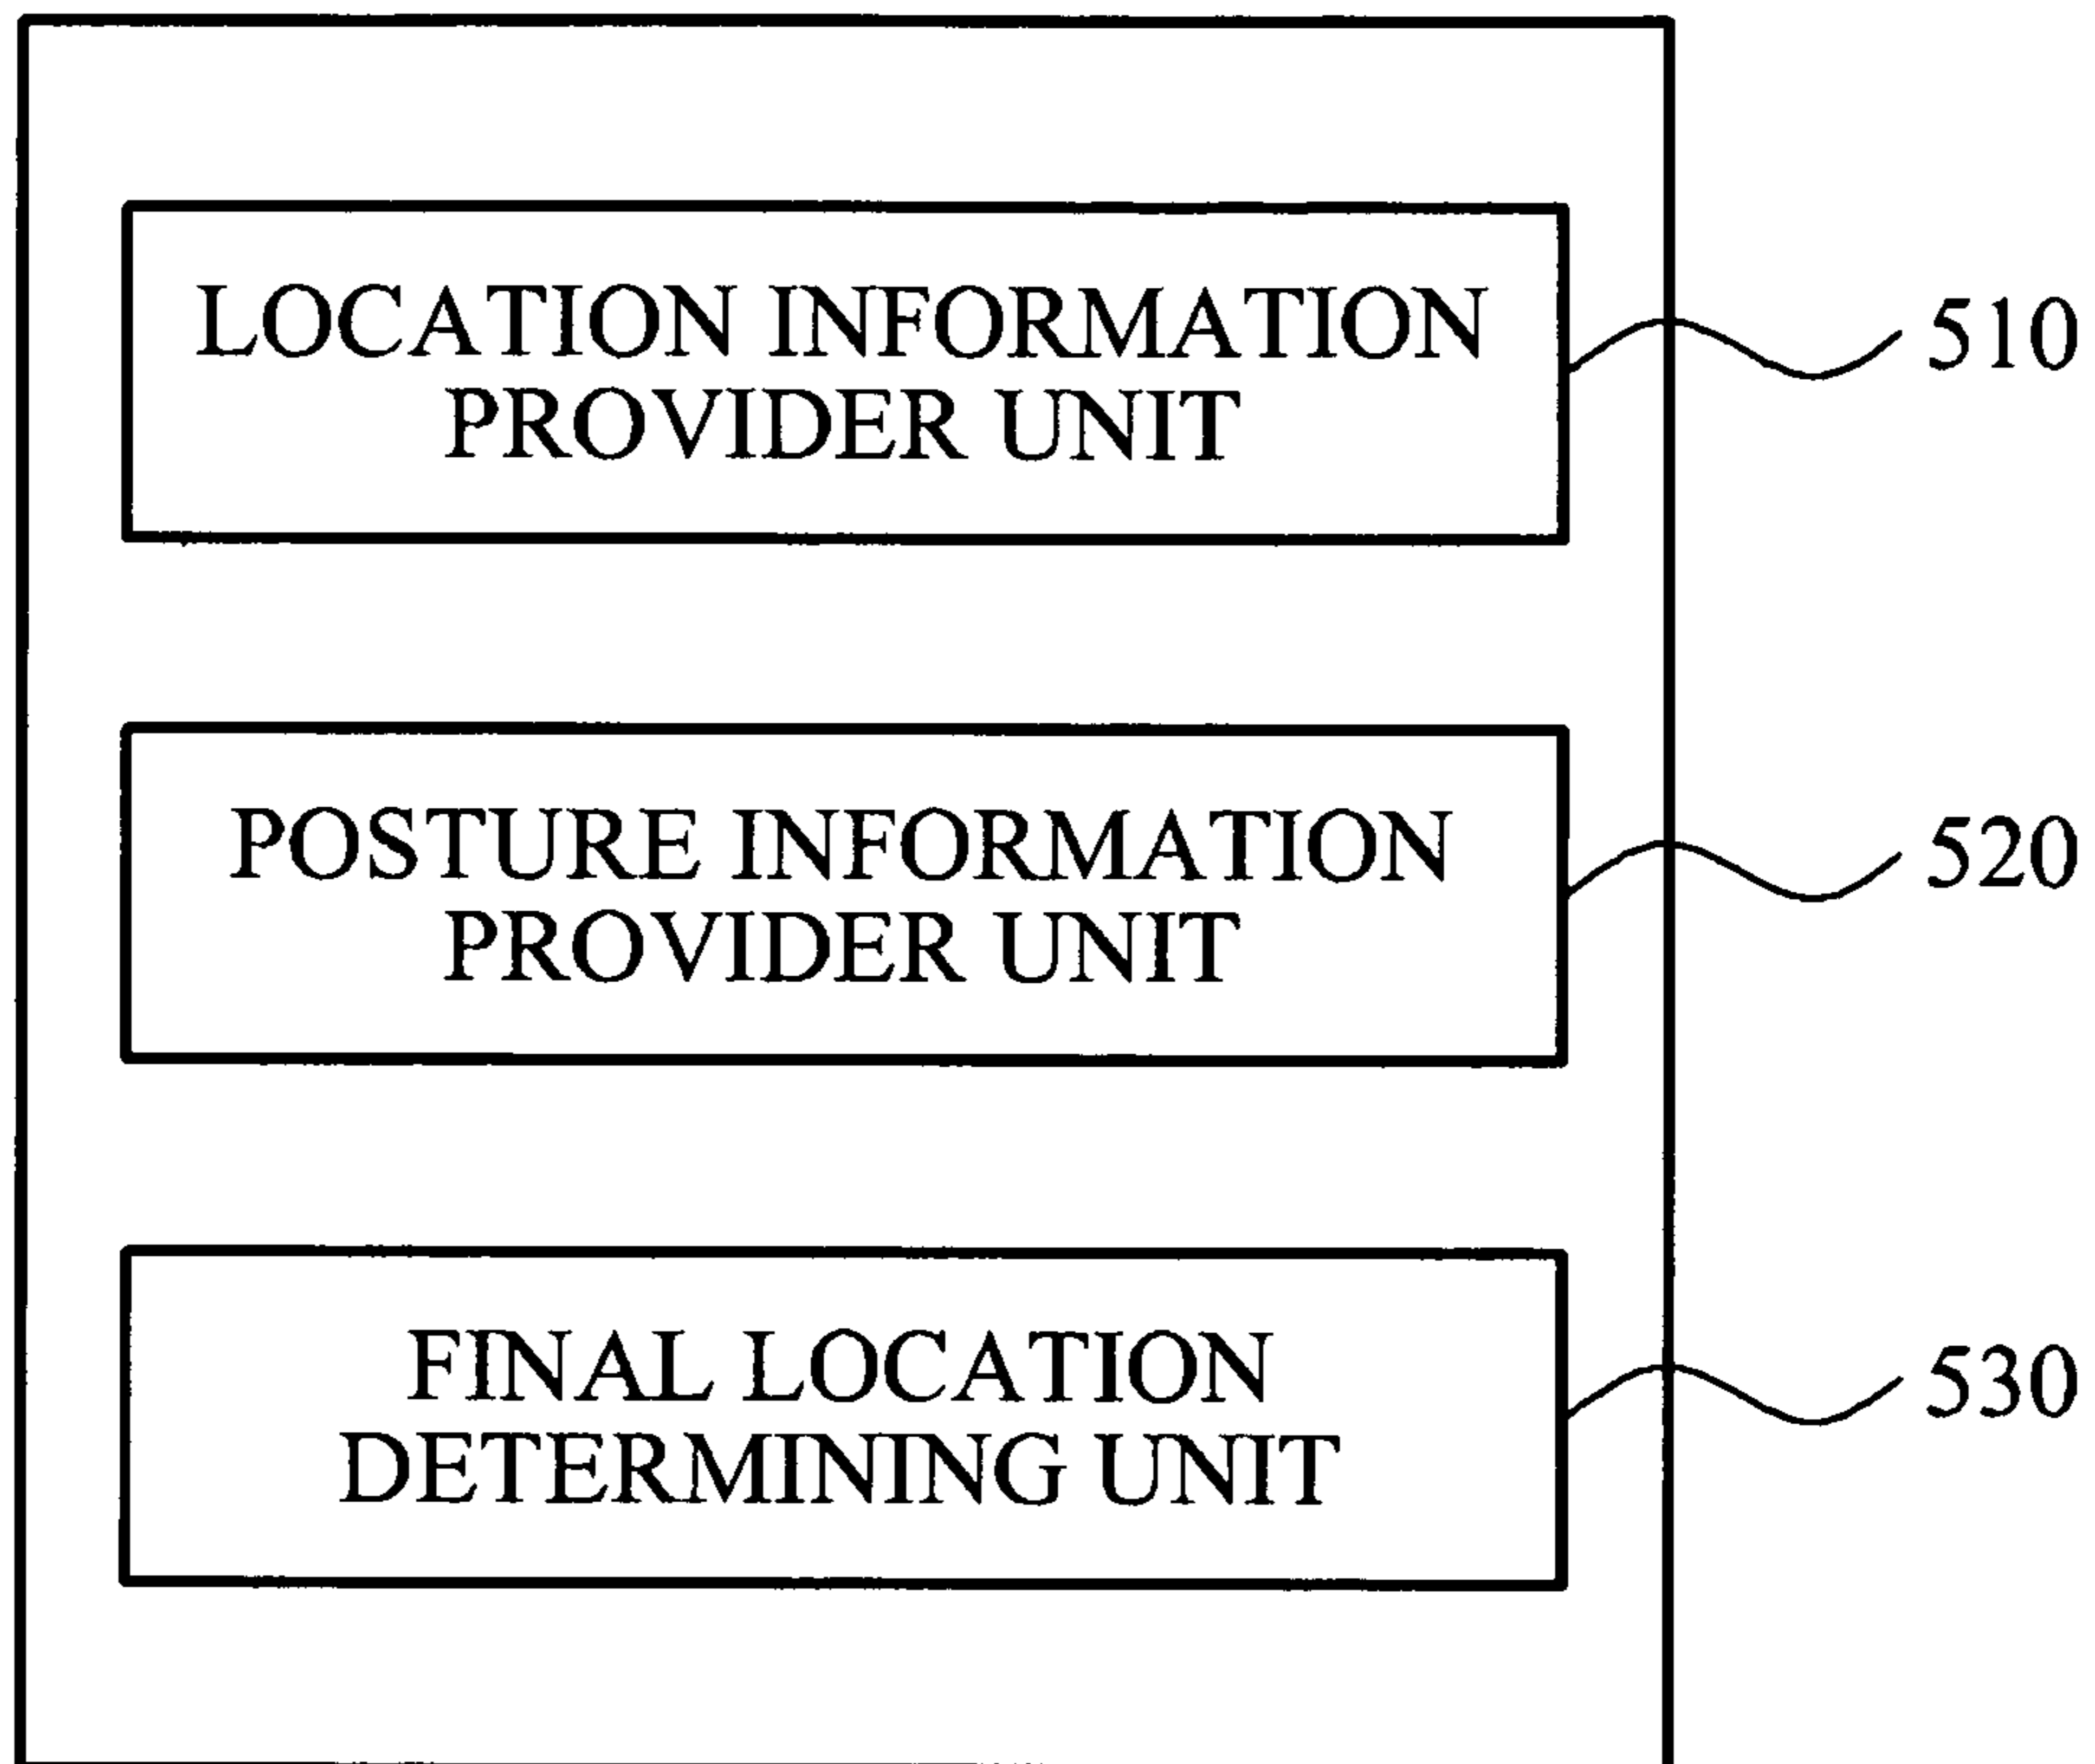 LOCATION INFORMATION
PROVIDER UNIT
510
POSTURE INFORMATION
PROVIDER UNIT
520
FINAL LOCATION
DETERMINING UNIT
530